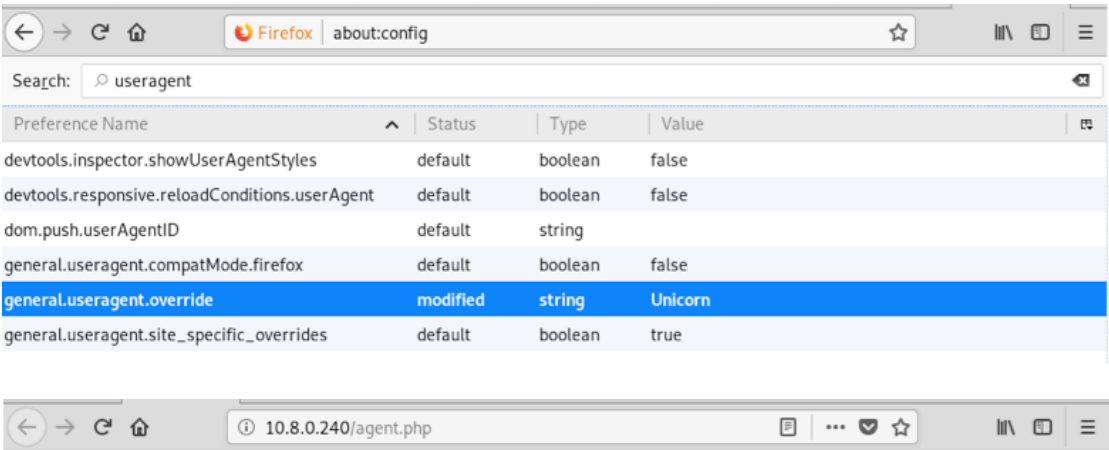 Firefox about:config
Search: useragent
Preference Name Status Type Value
devtools.inspector.showUserAgentStyles default boolean false
devtools.responsive.reloadConditions.userAgent default boolean false
dom.push.userAgentID default string
general.useragent.compatMode.firefox default boolean false
general.useragent.override modified string Unicorn
general.useragent.site_specific_overrides default boolean true
10.8.0.240/agent.php